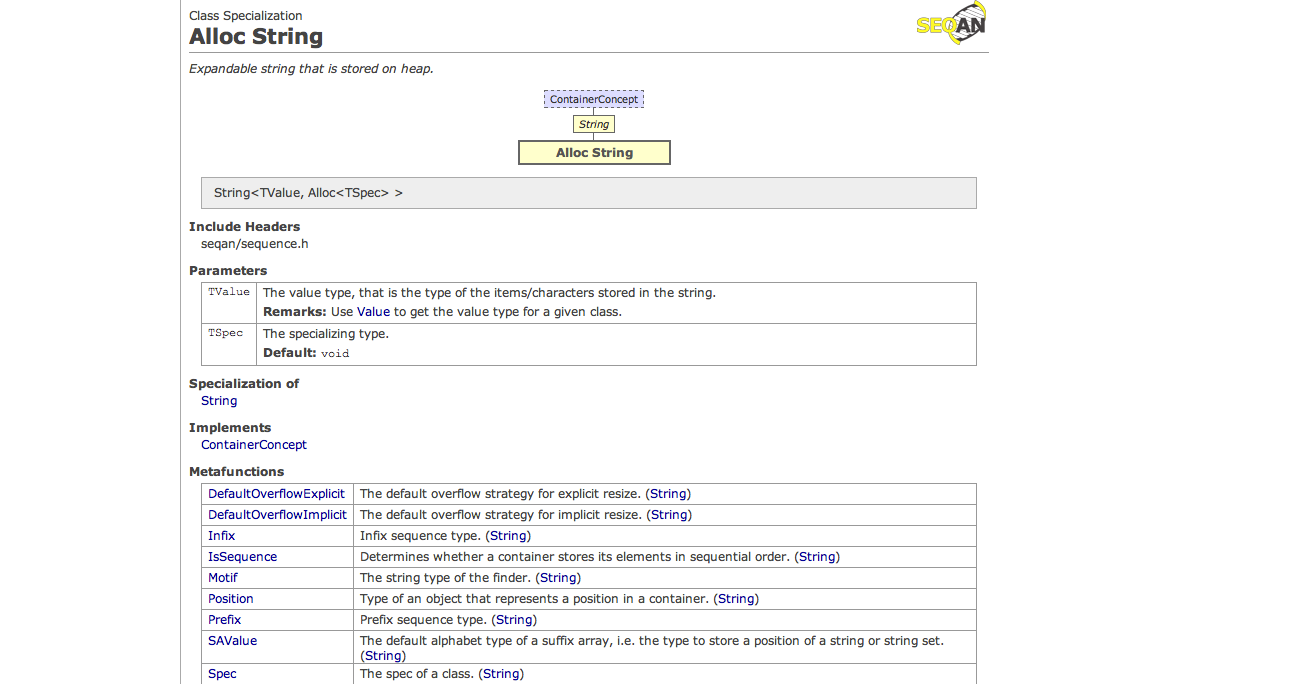 Class Specialization
SEQAN
Alloc String
Expandable string that is stored on heap.
ContainerConcept
String
Alloc String
String<TValue, Alloc<TSpec> >
Include Headers
seqan/sequence.h
Parameters
TValue The value type, that is the type of the items/characters stored in the string.
Remarks: Use Value to get the value type for a given class.
TSpec The specializing type.
Default: void
Specialization of
String
Implements
ContainerConcept
Metafunctions
DefaultOverflowExplicit The default overflow strategy for explicit resize. (String)
DefaultOverflowImplicit The default overflow strategy for implicit resize. (String)
Infix Infix sequence type. (String)
IsSequence Determines whether a container stores its elements in sequential order. (String)
Motif The string type of the finder. (String)
Position Type of an object that represents a position in a container. (String)
Prefix Prefix sequence type. (String)
SAValue The default alphabet type of a suffix array, i.e. the type to store a position of a string or string set.
(String)
Spec The spec of a class. (String)